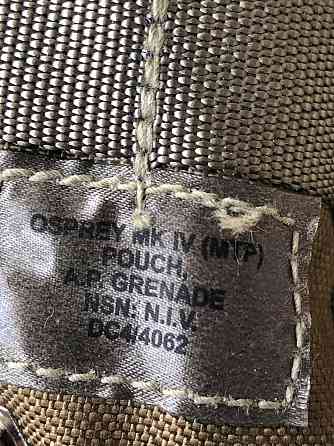 OSPREY MK IV (MTP)
POUCH,
A.P. GRENADE
NSN: N.I.V.
DC4/4062